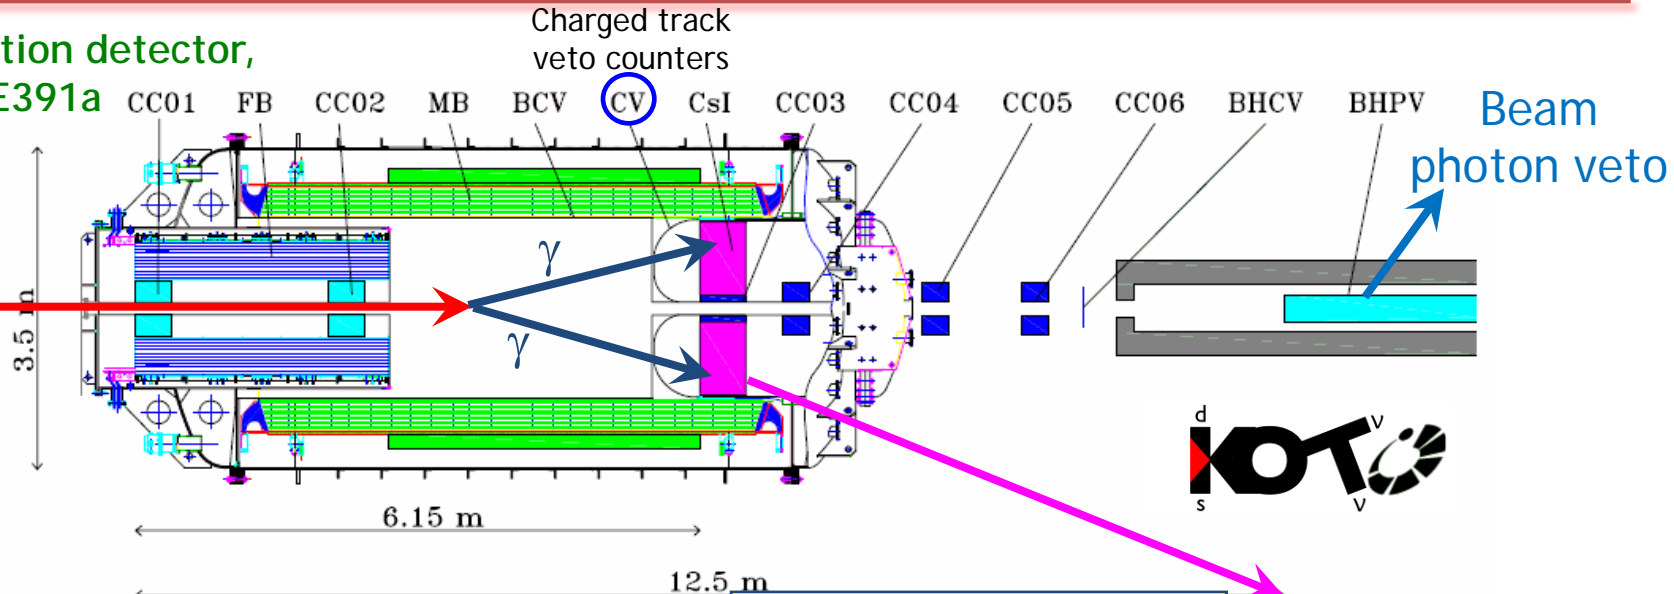 Charged track
veto counters
tion detector,
E391a
CC01 FB CC02 MB BCV CV CsI CC03 CC04 CC05 CC06 BHCV BHPV
Beam
photon veto
γ
γ
3.5 m
d
KOTO
ν
s
ν
6.15 m
12.5 m